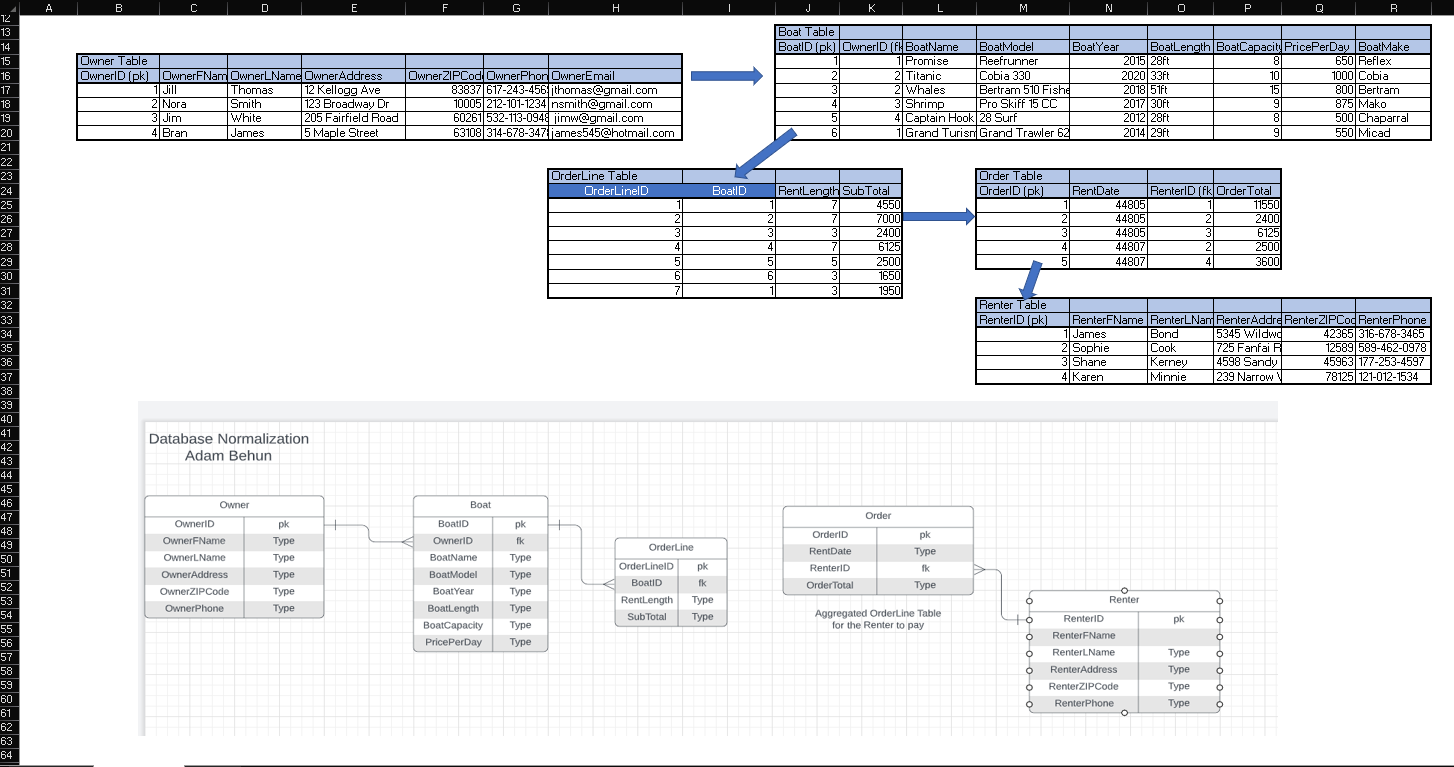 A B C D E F G H I J K L M N O P Q R
12
13 Boat Table
14 BoatID (pk) OwnerID (fk BoatName BoatModel BoatYear BoatLength BoatCapacity PricePerDay BoatMake
15 Owner Table 1 1 Promise Reefrunner 2015 28ft 8 650 Reflex
16 OwnerID (pk) OwnerFNam OwnerLName OwnerAddress OwnerZIPCod OwnerPhon OwnerEmail 2 2 Titanic Cobia 330 2020 33ft 10 1000 Cobia
17 1 Jill Thomas 12 Kellogg Ave 83837 617-243-456 jthomas@gmail.com 3 2 Whales Bertram 510 Fishe 2018 51ft 15 800 Bertram
18 2 Nora Smith 123 Broadway Dr 10005 212-101-1234 nsmith@gmail.com 4 3 Shrimp Pro Skiff 15 CC 2017 30ft 9 875 Mako
19 3 Jim White 205 Fairfield Road 60261 532-113-0948 jimw@gmail.com 5 4 Captain Hook 28 Surf 2012 28ft 8 500 Chaparral
20 4 Bran James 5 Maple Street 63108 314-678-347 james545@hotmail.com 6 1 Grand Turism Grand Trawler 62 2014 29ft 9 550 Micad
21
22
23 OrderLine Table Order Table
24 OrderLineID BoatID RentLength SubTotal OrderID (pk) RentDate RenterID (fk OrderTotal
25 1 1 7 4550 1 44805 1 11550
26 2 2 7 7000 2 44805 2 2400
27 3 3 3 2400 3 44805 3 6125
28 4 4 7 6125 4 44807 2 2500
29 5 5 5 2500 5 44807 4 3600
30 6 6 3 1650
31 7 1 3 1950
32 Renter Table
33 RenterID (pk) RenterFName RenterLNam RenterAddre RenterZIPCod RenterPhone
34 1 James Bond 5345 Wildwo 42365 316-678-3465
35 2 Sophie Cook 725 Fanfai R 12589 589-462-0978
36 3 Shane Kerney 4598 Sandy 45963 177-253-4597
37 4 Karen Minnie 239 Narrow 78125 121-012-1534
38
39
40
41
42
43
44
45
46
47
48
49
50
51
52
53
54
55
56
57
58
59
60
61
62
63
64
Database Normalization
Adam Behun
Owner
OwnerID pk
OwnerFName Type
OwnerLName Type
OwnerAddress Type
OwnerZIPCode Type
OwnerPhone Type
Boat
BoatID pk
OwnerID fk
BoatName Type
BoatModel Type
BoatYear Type
BoatLength Type
BoatCapacity Type
PricePerDay Type
OrderLine
OrderLineID pk
BoatID fk
RentLength Type
SubTotal Type
Order
OrderID pk
RentDate Type
RenterID fk
OrderTotal Type
Aggregated OrderLine Table
for the Renter to pay
Renter
RenterID pk
RenterFName
RenterLName Type
RenterAddress Type
RenterZIPCode Type
RenterPhone Type